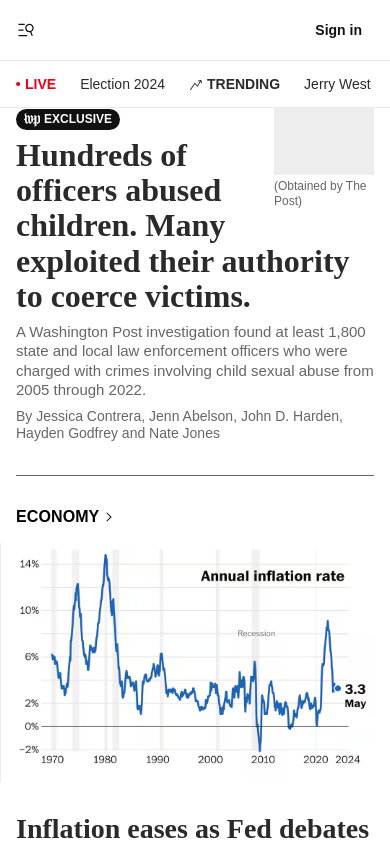 Sign in
LIVE
Election 2024
TRENDING
Jerry West
wp EXCLUSIVE
Hundreds of
officers abused
children. Many
exploited their authority
to coerce victims.
(Obtained by The
Post)
A Washington Post investigation found at least 1,800
state and local law enforcement officers who were
charged with crimes involving child sexual abuse from
2005 through 2022.
By Jessica Contrera, Jenn Abelson, John D. Harden,
Hayden Godfrey and Nate Jones
ECONOMY
Annual inflation rate
14%
10%
6%
2%
0%
−2%
Recession
3.3
May
1970 1980 1990 2000 2010 2020 2024
Inflation eases as Fed debates